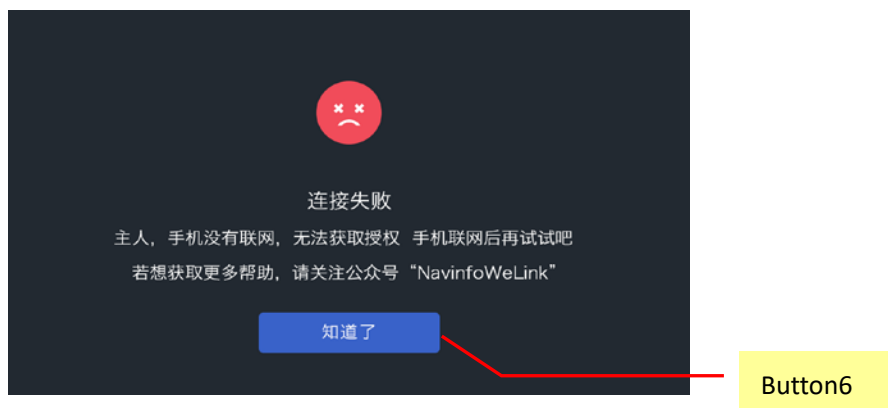 连接失败
主人，手机没有联网，无法获取授权 手机联网后再试试吧
若想获取更多帮助，请关注公众号“NavinfoWeLink”
知道了
Button6